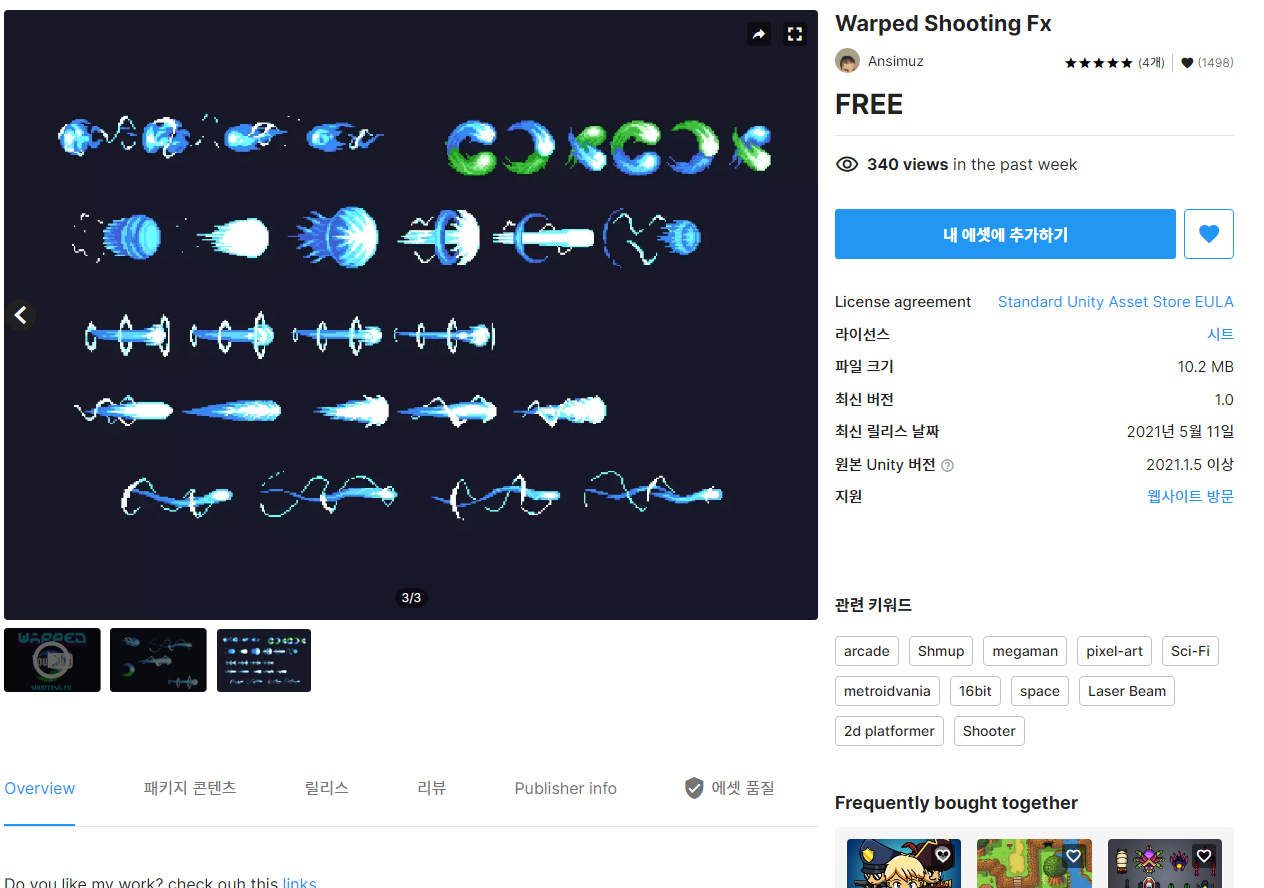 Warped Shooting Fx
Ansimuz
★★★★★ (4개) (1498)
FREE
340 views in the past week
내 에셋에 추가하기
License agreement Standard Unity Asset Store EULA
라이선스 시트
파일 크기 10.2 MB
최신 버전 1.0
최신 릴리스 날짜 2021년 5월 11일
원본 Unity 버전 ? 2021.1.5 이상
지원 웹사이트 방문
3/3
WARPED
YouTube
SHOOTING FX
관련 키워드
arcade Shmup megaman pixel-art Sci-Fi
metroidvania 16bit space Laser Beam
2d platformer Shooter
Overview 패키지 콘텐츠 릴리스 리뷰 Publisher info 에셋 품질
Frequently bought together
Do you like my work? check ouh this links